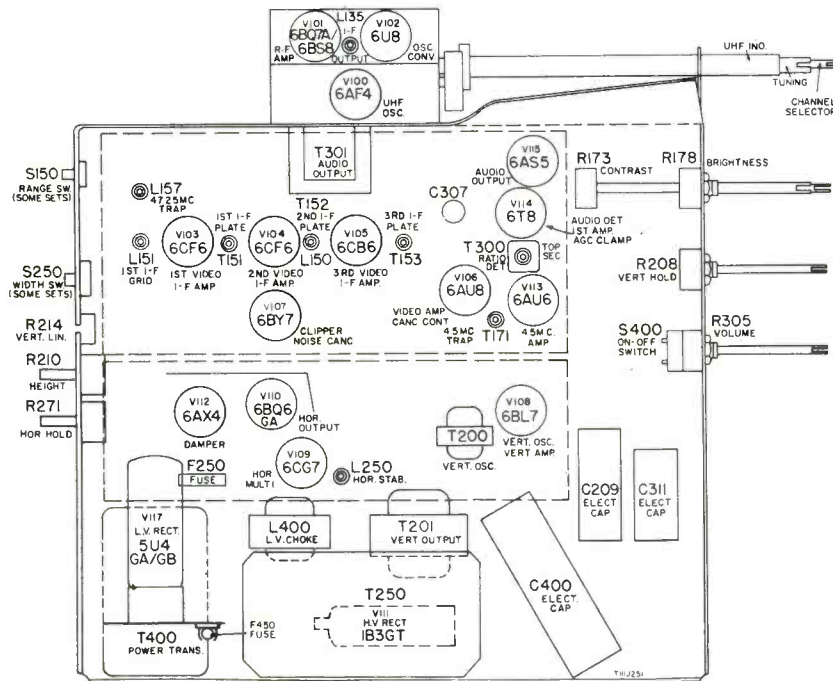 V101
6BQ7A/
6BS8
R-F
AMP
L135
I-F
OUTPUT
V102
6U8
OSC
CONV
V100
6AF4
UHF
OSC.
UHF IND.
TUNING
CHANNEL
SELECTOR
S150
RANGE SW.
(SOME SETS)
L157
47.25MC
TRAP
T301
AUDIO
OUTPUT
C307
V115
6AS5
AUDIO
OUTPUT
R173
CONTRAST
R178
BRIGHTNESS
V114
6T8
AUDIO DET
1ST AMP.
AGC CLAMP
L151
1ST I-F
GRID
V103
6CF6
1ST VIDEO
I-F AMP.
1ST I-F
PLATE
T151
V104
6CF6
2ND VIDEO
I-F AMP.
T152
2ND I-F
PLATE
L150
V105
6CB6
3RD VIDEO
I-F AMP.
3RD I-F
PLATE
T153
T300
RATIO
DET
TOP
SEC
R208
VERT HOLD
S250
WIDTH SW
(SOME SETS)
V107
6BY7
CLIPPER
NOISE CANC
V106
6AU8
VIDEO AMP
CANC CONT
4.5MC
TRAP
T171
V113
6AU6
4.5MC.
AMP
R214
VERT. LIN.
S400
ON-OFF
SWITCH
R305
VOLUME
R210
HEIGHT
R271
HOR HOLD
V112
6AX4
DAMPER
V110
6BQ6
GA
HOR.
OUTPUT
V109
6CG7
HOR
MULTI
L250
HOR. STAB.
T200
VERT. OSC.
V108
6BL7
VERT. OSC.
VERT AMP.
F250
FUSE
V117
L.V. RECT.
5U4
GA/GB
L400
L.V. CHOKE
T201
VERT OUTPUT
C209
ELECT
CAP
C311
ELECT
CAP
T250
V111
H.V RECT
1B3GT
C400
ELECT.
CAP
T400
POWER TRANS.
F450
FUSE